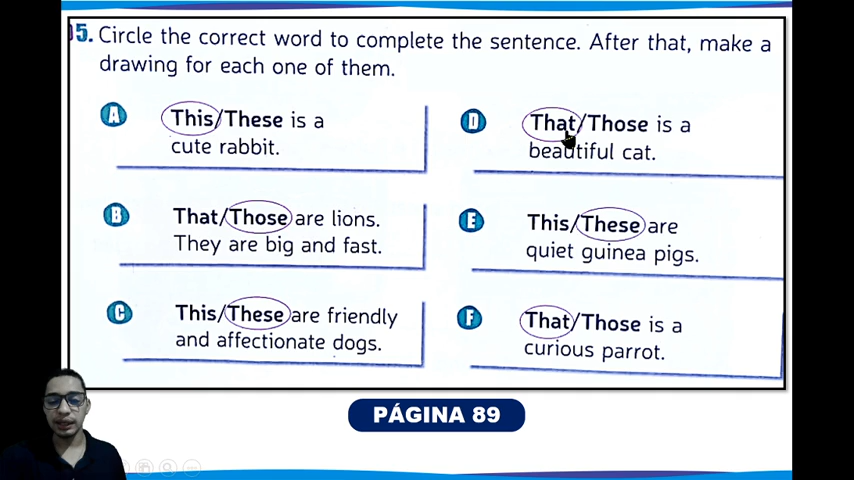 5. Circle the correct word to complete the sentence. After that, make a
drawing for each one of them.
A
This/These is a
cute rabbit.
B
That/Those are lions.
They are big and fast.
C
This/These are friendly
and affectionate dogs.
D
That/Those is a
beautiful cat.
E
This/These are
quiet guinea pigs.
F
That/Those is a
curious parrot.
PÁGINA 89